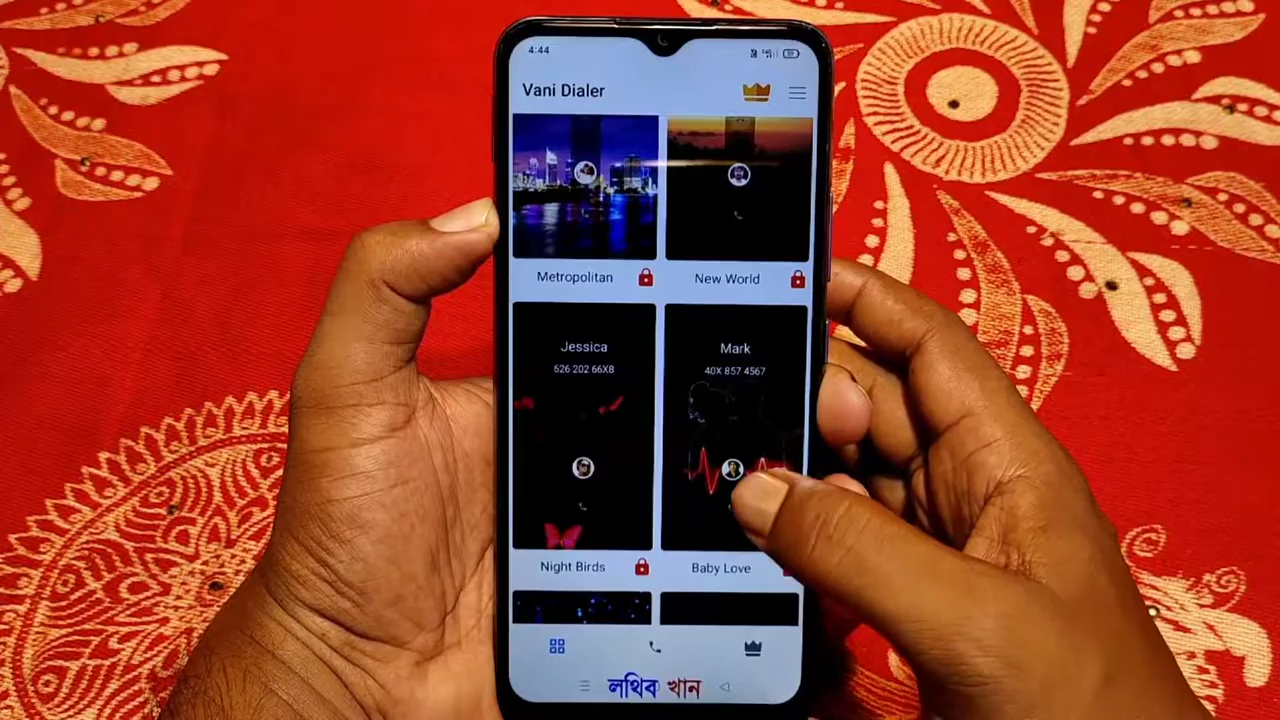 4:44
Vani Dialer
Metropolitan
New World
Jessica
626 202 66X8
Mark
40X 857 4567
Night Birds
Baby Love
লথিব খান